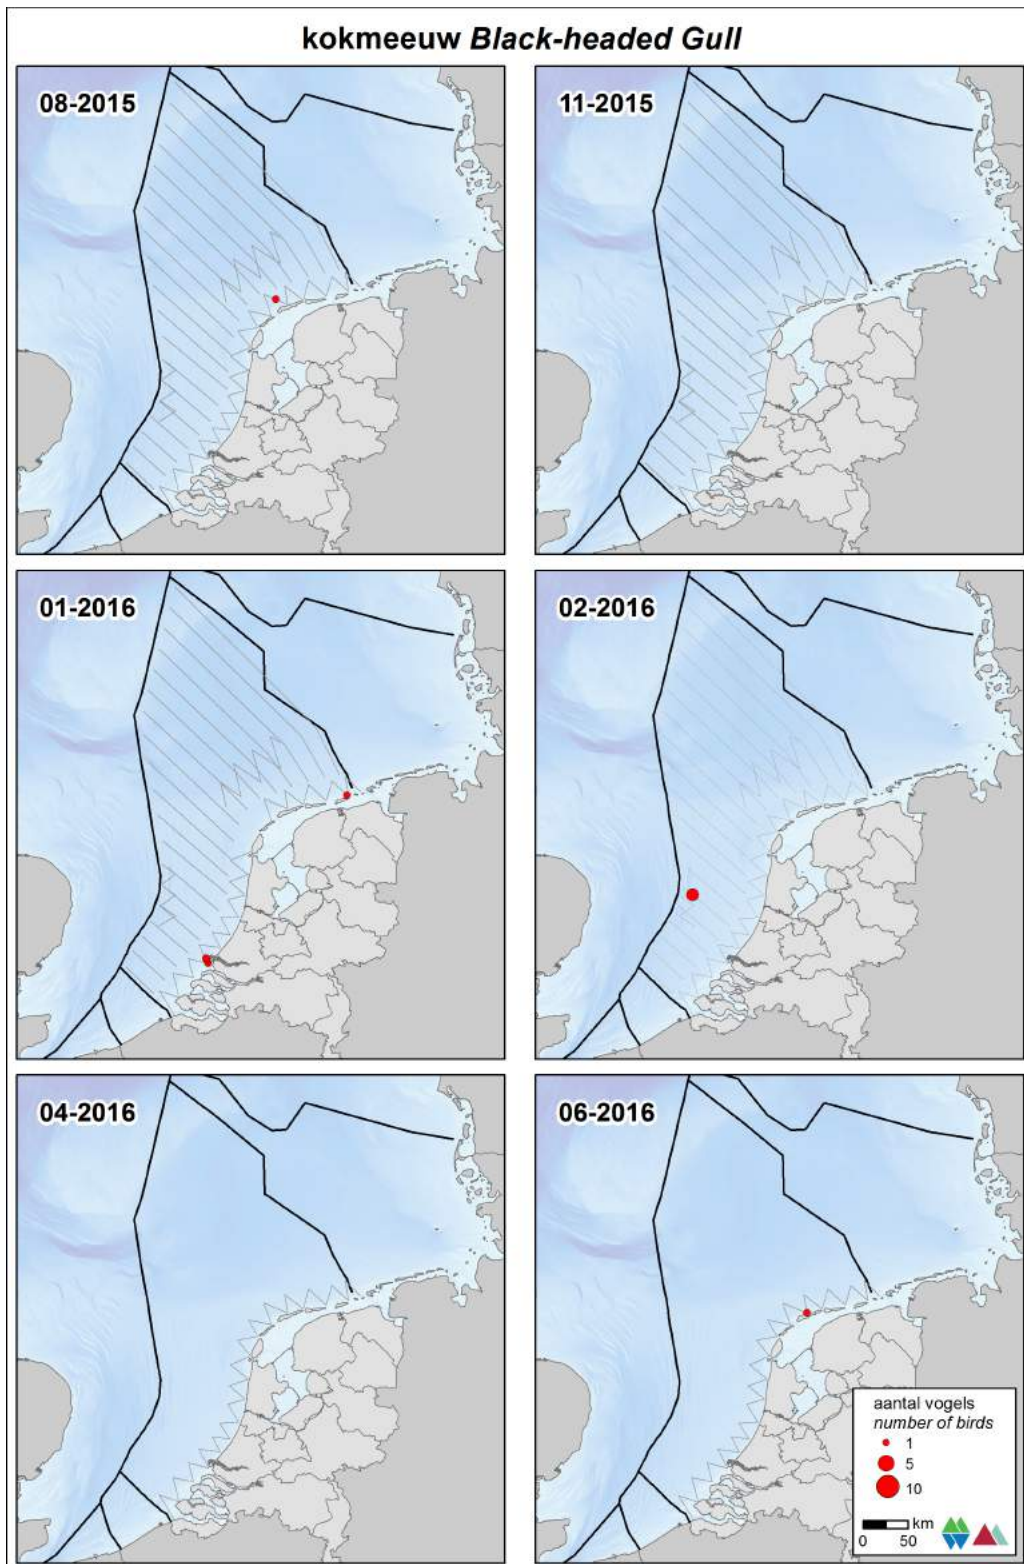 kokmeeuw Black-headed Gull
08-2015
11-2015
01-2016
02-2016
04-2016
06-2016
aantal vogels
number of birds
1
5
10
km
0 50